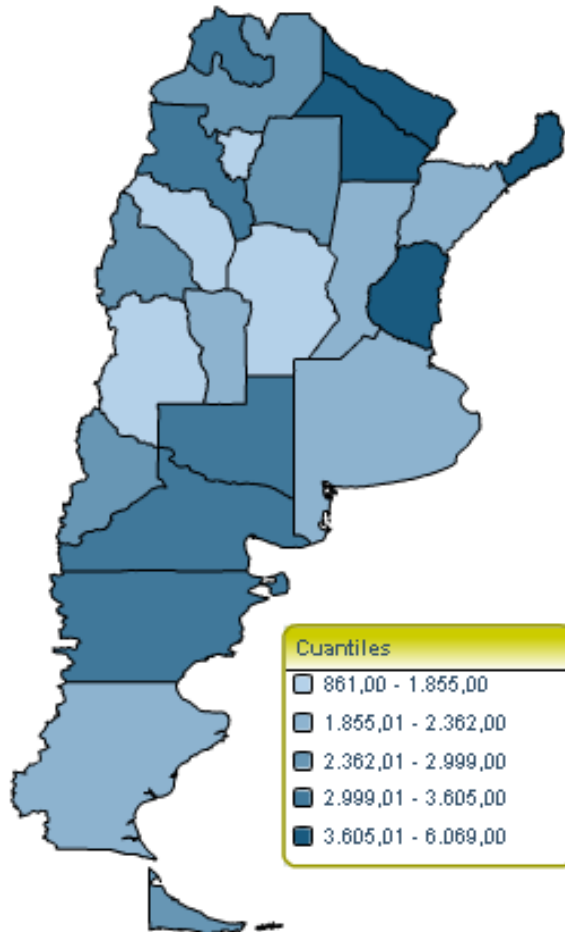 Cuantiles
861,00 - 1.855,00
1.855,01 - 2.362,00
2.362,01 - 2.999,00
2.999,01 - 3.605,00
3.605,01 - 6.069,00